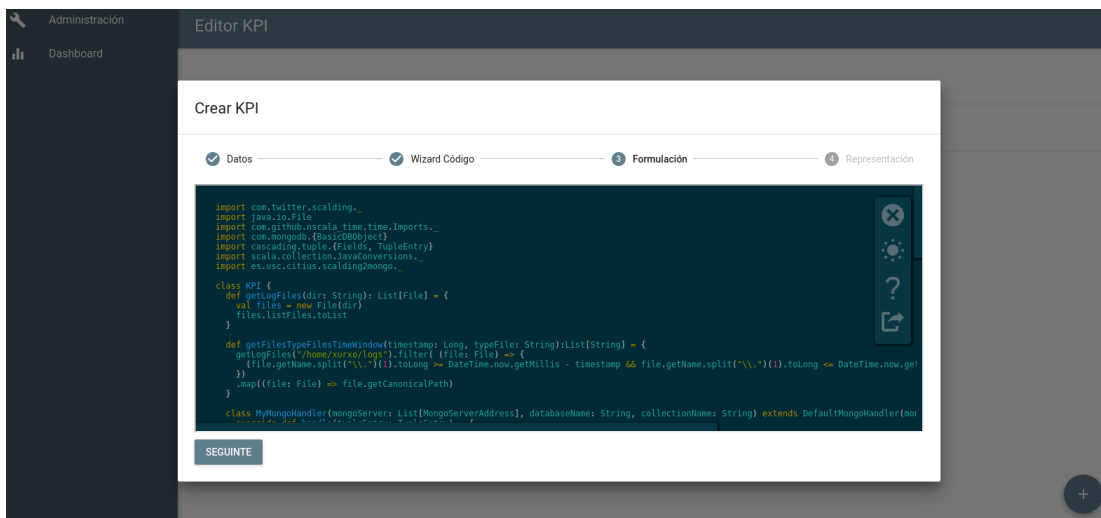 Administración
Dashboard
Editor KPI
Crear KPI
Datos
Wizard Código
3 Formulación
4 Representación
import com.twitter.scalding._
import java.io.File
import com.github.nscala_time.time.Imports._
import com.mongodb.{BasicDBObject}
import cascading.tuple.{Fields, TupleEntry}
import scala.collection.JavaConversions._
import es.usc.citius.scalding2mongo._
class KPI {
def getLogFiles(dir: String): List[File] = {
val files = new File(dir)
files.listFiles.toList
}
def getFilesTypeFilesTimeWindow(timestamp: Long, typeFile: String):List[String] = {
getLogFiles("/home/xurxo/logs").filter( (file: File) => {
(file.getName.split("\\.")(1).toLong >= DateTime.now.getMillis - timestamp && file.getName.split("\\.")(1).toLong <= DateTime.now.get
})
.map((file: File) => file.getCanonicalPath)
}
class MyMongoHandler(mongoServer: List[MongoServerAddress], databaseName: String, collectionName: String) extends DefaultMongoHandler(mon
override def handle(tupleEntry: TupleEntry)
?
SEGUINTE
+